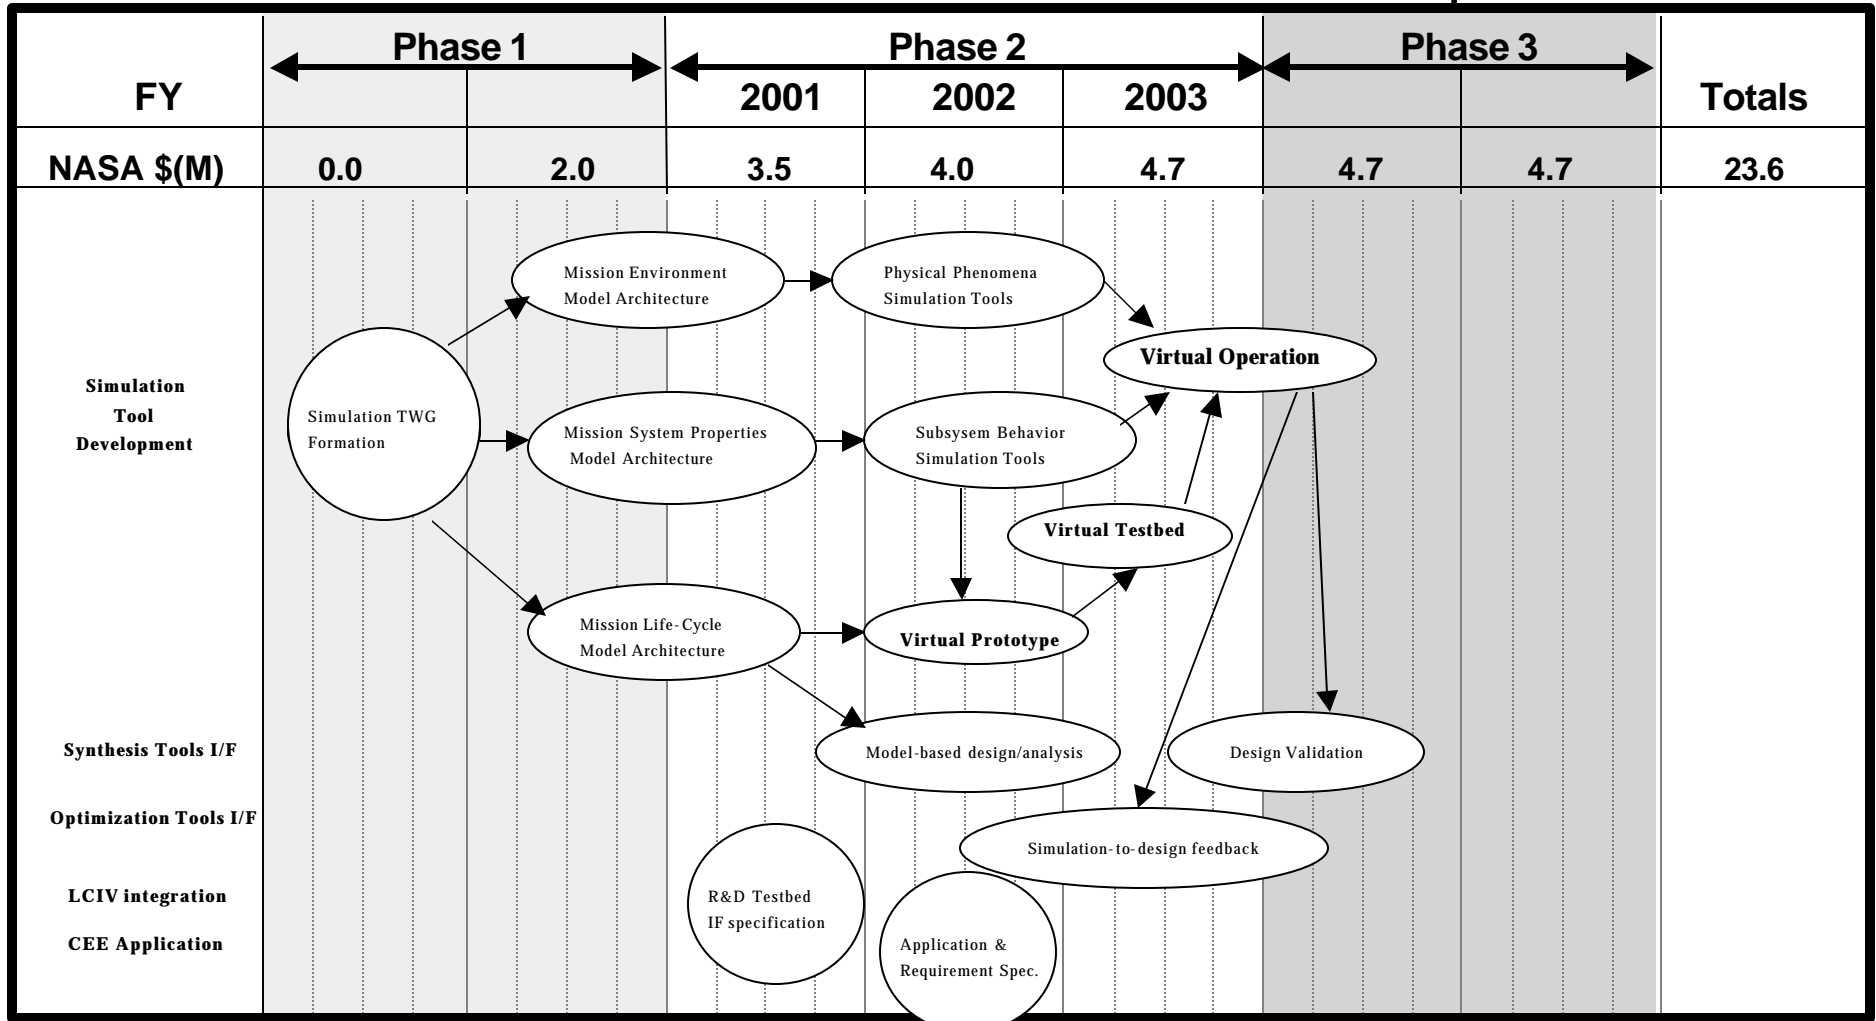 Phase 1
Phase 2
Phase 3
FY
2001
2002
2003
Totals
NASA $(M)
0.0
2.0
3.5
4.0
4.7
4.7
4.7
23.6
Mission Environment
Model Architecture
Physical Phenomena
Simulation Tools
Virtual Operation
Simulation
Tool
Development
Simulation TWG
Formation
Mission System Properties
Model Architecture
Subsysem Behavior
Simulation Tools
Virtual Testbed
Mission Life-Cycle
Model Architecture
Virtual Prototype
Synthesis Tools I/F
Model-based design/analysis
Design Validation
Optimization Tools I/F
Simulation-to-design feedback
LCIV integration
R&D Testbed
IF specification
CEE Application
Application &
Requirement Spec.